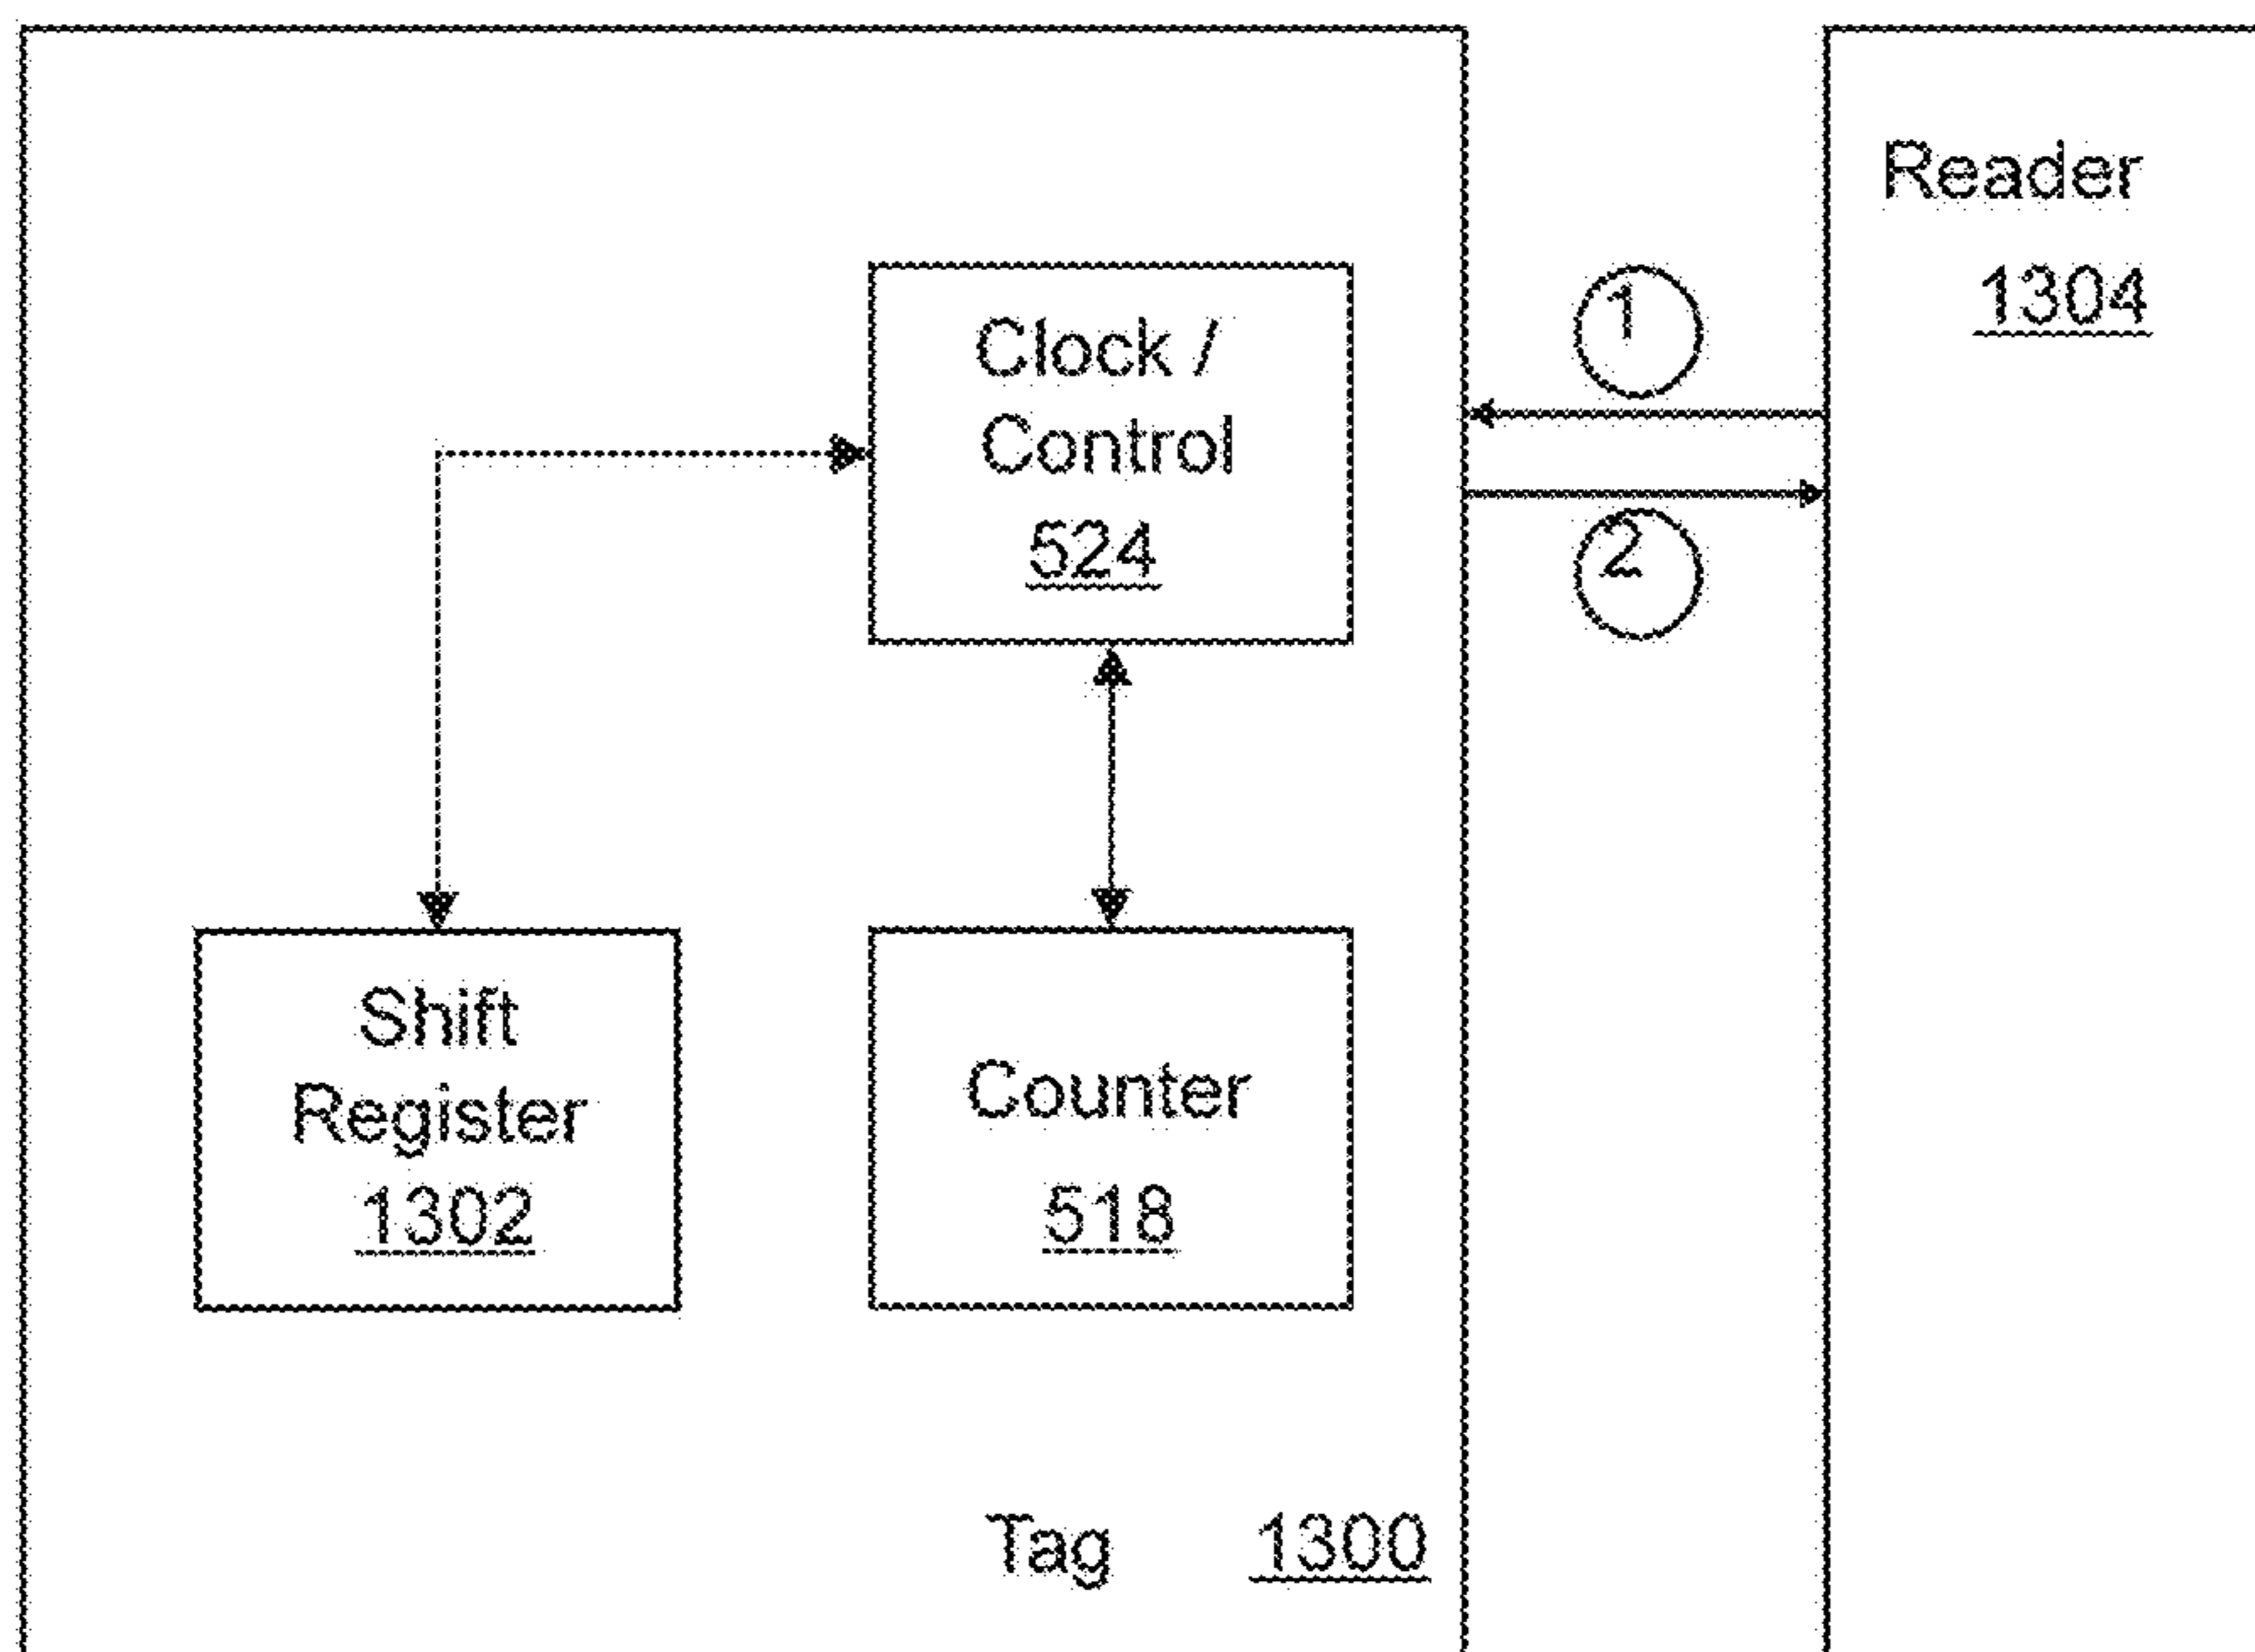 Clock /
Control
524
Shift
Register
1302
Counter
518
Tag 1300
1
2
Reader
1304